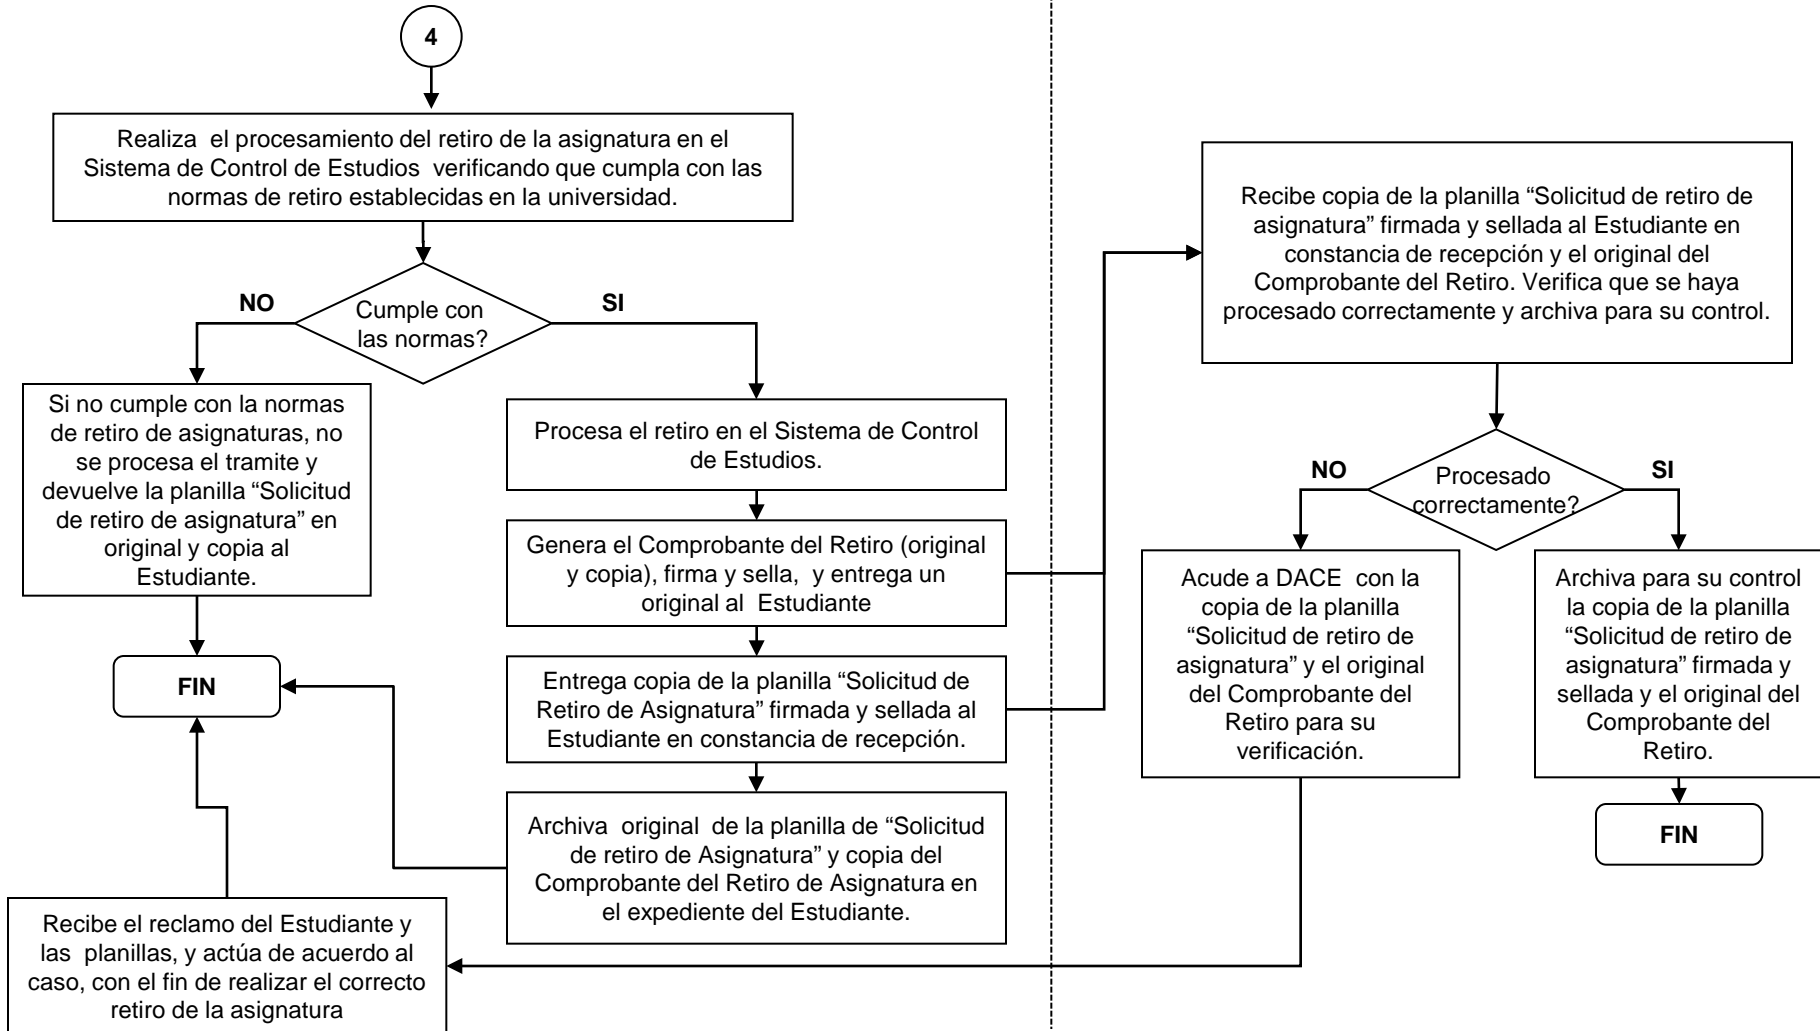 4
Realiza el procesamiento del retiro de la asignatura en el
Sistema de Control de Estudios verificando que cumpla con las
normas de retiro establecidas en la universidad.
NO
Cumple con
las normas?
SI
Si no cumple con la normas
de retiro de asignaturas, no
se procesa el tramite y
devuelve la planilla “Solicitud
de retiro de asignatura” en
original y copia al
Estudiante.
FIN
Procesa el retiro en el Sistema de Control
de Estudios.
Genera el Comprobante del Retiro (original
y copia), firma y sella, y entrega un
original al Estudiante
Entrega copia de la planilla “Solicitud de
Retiro de Asignatura” firmada y sellada al
Estudiante en constancia de recepción.
Archiva original de la planilla de “Solicitud
de retiro de Asignatura” y copia del
Comprobante del Retiro de Asignatura en
el expediente del Estudiante.
Recibe el reclamo del Estudiante y
las planillas, y actúa de acuerdo al
caso, con el fin de realizar el correcto
retiro de la asignatura
Recibe copia de la planilla “Solicitud de retiro de
asignatura” firmada y sellada al Estudiante en
constancia de recepción y el original del
Comprobante del Retiro. Verifica que se haya
procesado correctamente y archiva para su control.
NO
Procesado
correctamente?
SI
Acude a DACE con la
copia de la planilla
“Solicitud de retiro de
asignatura” y el original
del Comprobante del
Retiro para su
verificación.
Archiva para su control
la copia de la planilla
“Solicitud de retiro de
asignatura” firmada y
sellada y el original del
Comprobante del
Retiro.
FIN